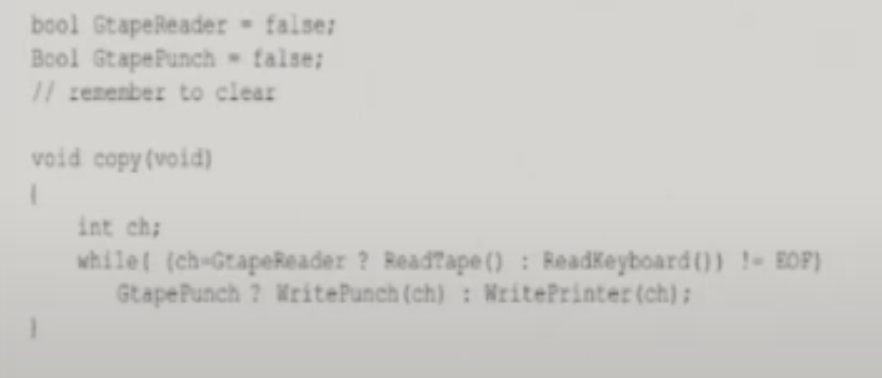 bool GtapeReader = false;
Bool GtapePunch = false;
// remember to clear
void copy(void)
{
int ch;
while( (ch=GtapeReader ? ReadTape() : ReadKeyboard()) != EOF)
GtapePunch ? WritePunch(ch) : WritePrinter(ch);
}